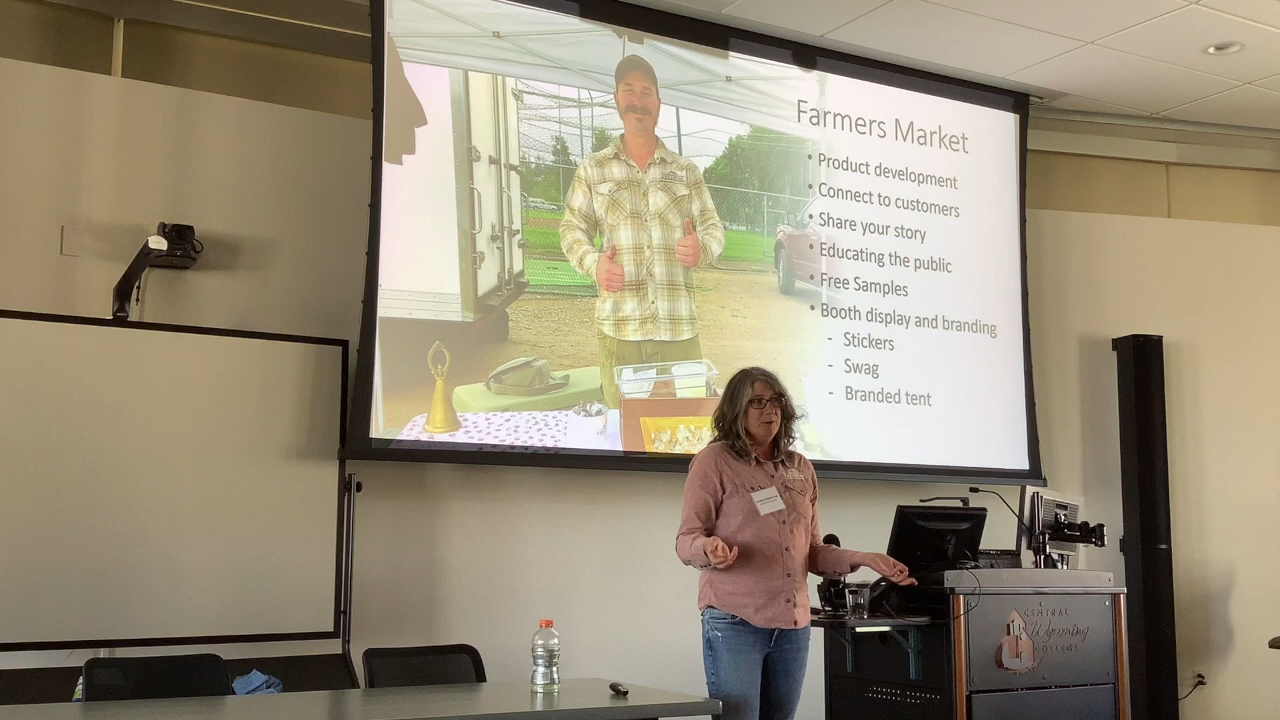 Farmers Market
• Product development
• Connect to customers
• Share your story
• Educating the public
• Free Samples
• Booth display and branding
- Stickers
- Swag
- Branded tent
CENTRAL
Wyoming
COLLEGE